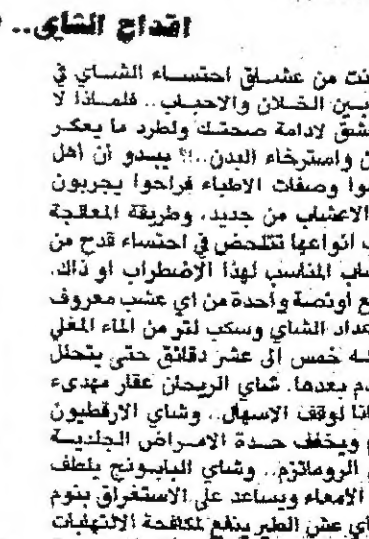 اقداح الشاي..
نت من عشاق احتساء الشاي في
بين الخلان والاحباب.. فلماذا لا
شق لادامة صحتك ولطرد ما يعكر
ن واسترخاء البدن..!؟ يبدو أن أهل
وا وصفات الاطباء فراحوا يجربون
الاعشاب من جديد، وطريقة المعالجة
ب انواعها تتلخص في احتساء قدح من
شاب المناسب لهذا الاضطراب او ذاك.
ع أونصة واحدة من اي عشب معروف
عداد الشاي وسكب لتر من الماء المغلي
ـه خمس الى عشر دقائق حتى يتحلل
دم بعدها. شاي الريحان عقار مهدىء
انا لوقف الاسهال.. وشاي الارقطيون
م ويخفف حدة الامراض الجلدية
الروماتزم.. وشاي البابونج يلطف
الامعاء ويساعد على الاستغراق بنوم
اي عش الطير ينفع لمكافحة الالتهابات